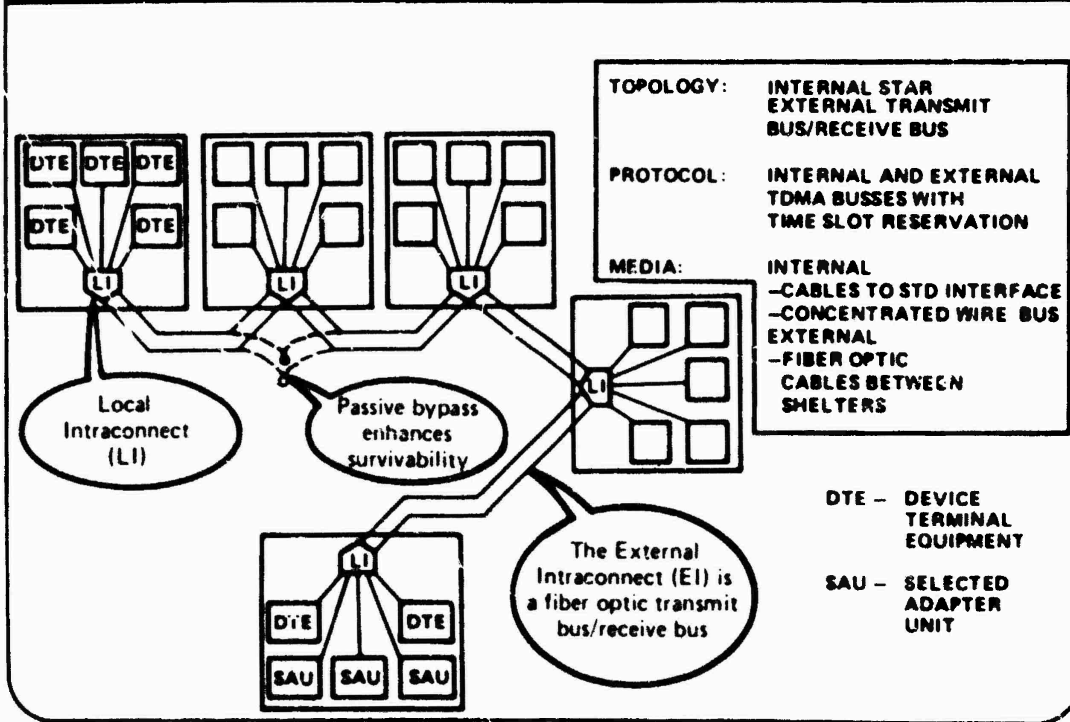 TOPOLOGY: INTERNAL STAR
EXTERNAL TRANSMIT
BUS/RECEIVE BUS
PROTOCOL: INTERNAL AND EXTERNAL
TDMA BUSSES WITH
TIME SLOT RESERVATION
MEDIA: INTERNAL
–CABLES TO STD INTERFACE
–CONCENTRATED WIRE BUS
EXTERNAL
–FIBER OPTIC
CABLES BETWEEN
SHELTERS
DTE DTE DTE
DTE DTE
LI
LI
LI
LI
Local
Intraconnect
(LI)
Passive bypass
enhances
survivability
The External
Intraconnect (EI) is
a fiber optic transmit
bus/receive bus
LI
DTE DTE
SAU SAU SAU
DTE – DEVICE
TERMINAL
EQUIPMENT
SAU – SELECTED
ADAPTER
UNIT